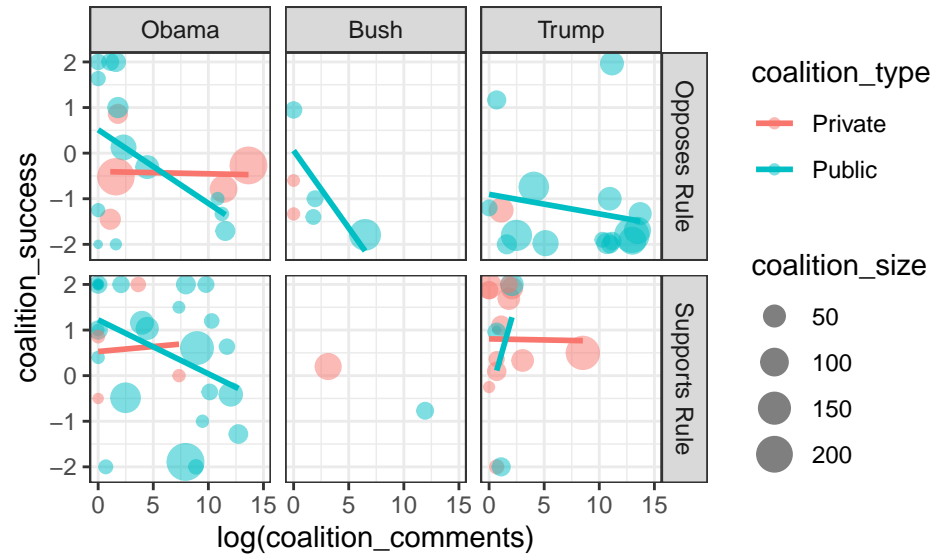 Obama Bush Trump
2
1
0
−1
−2
Opposes Rule
2
1
0
−1
−2
Supports Rule
coalition_success
0 5 10 15 0 5 10 15 0 5 10 15
log(coalition_comments)
coalition_type
Private
Public
coalition_size
50
100
150
200